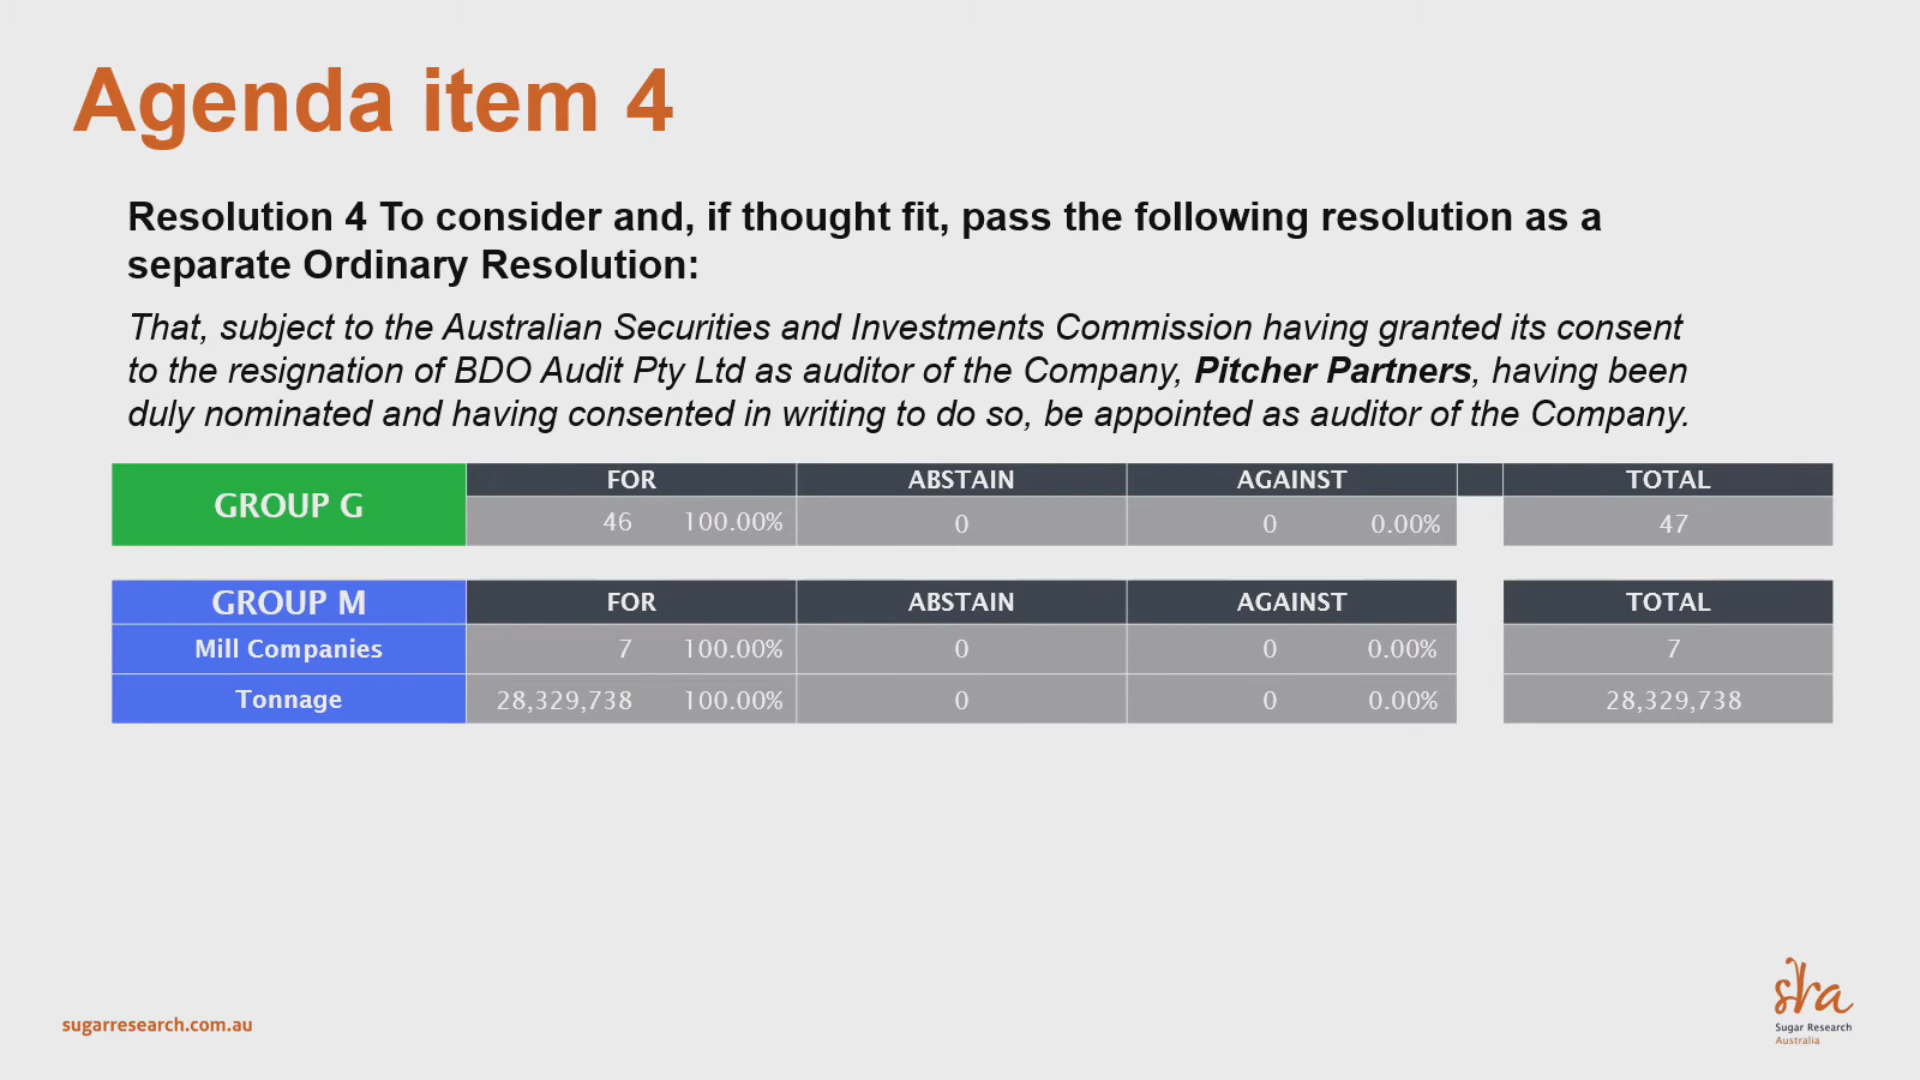 Agenda item 4
Resolution 4 To consider and, if thought fit, pass the following resolution as a
separate Ordinary Resolution:
That, subject to the Australian Securities and Investments Commission having granted its consent
to the resignation of BDO Audit Pty Ltd as auditor of the Company, Pitcher Partners, having been
duly nominated and having consented in writing to do so, be appointed as auditor of the Company.
GROUP G FOR ABSTAIN AGAINST TOTAL
46 100.00% 0 0 0.00% 47
GROUP M FOR ABSTAIN AGAINST TOTAL
Mill Companies 7 100.00% 0 0 0.00% 7
Tonnage 28,329,738 100.00% 0 0 0.00% 28,329,738
sugarresearch.com.au
sra
Sugar Research
Australia